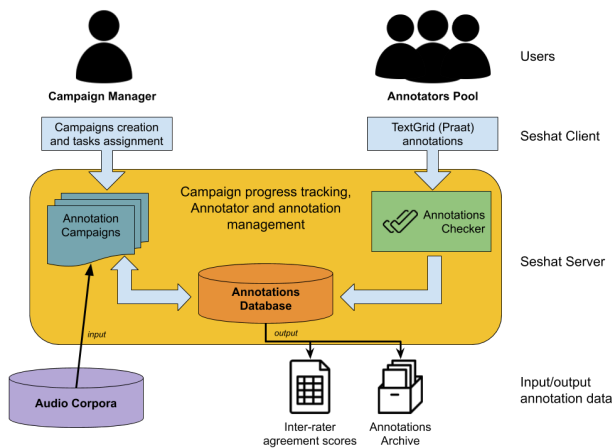 Users
Campaign Manager
Annotators Pool
Campaigns creation
and tasks assignment
TextGrid (Praat)
annotations
Seshat Client
Campaign progress tracking,
Annotator and annotation
management
Annotation
Campaigns
Annotations
Checker
Seshat Server
Annotations
Database
input
output
Audio Corpora
Input/output
annotation data
Inter-rater
agreement scores
Annotations
Archive